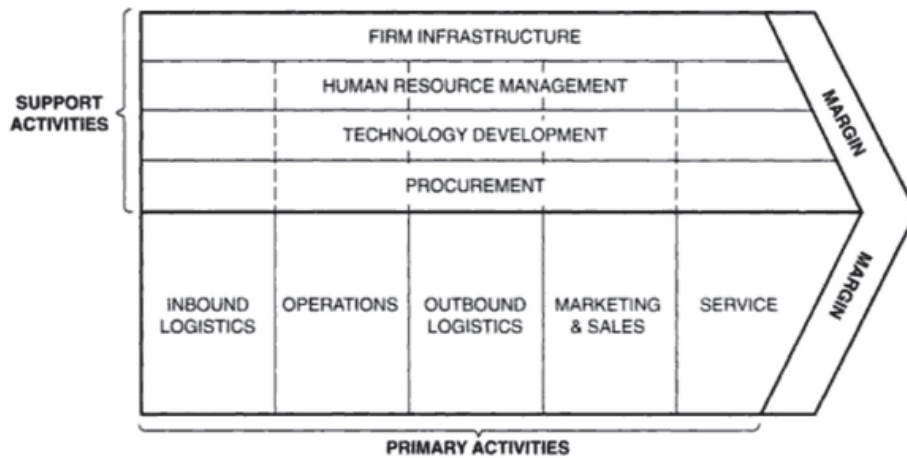 FIRM INFRASTRUCTURE
HUMAN RESOURCE MANAGEMENT
SUPPORT
ACTIVITIES
TECHNOLOGY DEVELOPMENT
PROCUREMENT
MARGIN
MARGIN
INBOUND
LOGISTICS
OPERATIONS
OUTBOUND
LOGISTICS
MARKETING
& SALES
SERVICE
PRIMARY ACTIVITIES